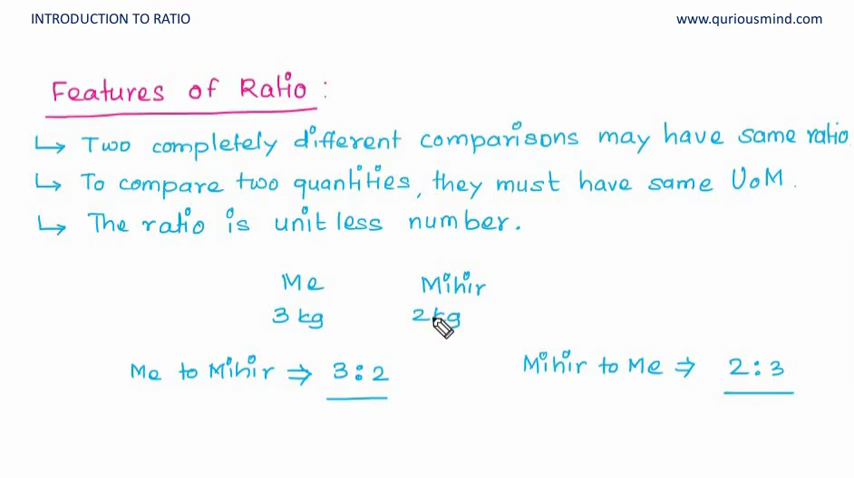 INTRODUCTION TO RATIO www.quriousmind.com
Features of Ratio :
↳ Two completely different comparisons may have same ratio
↳ To compare two quantities, they must have same UoM.
↳ The ratio is unitless number.
Me Mihir
3 kg 2 kg
Me to Mihir ⇒ 3:2 Mihir to Me ⇒ 2:3